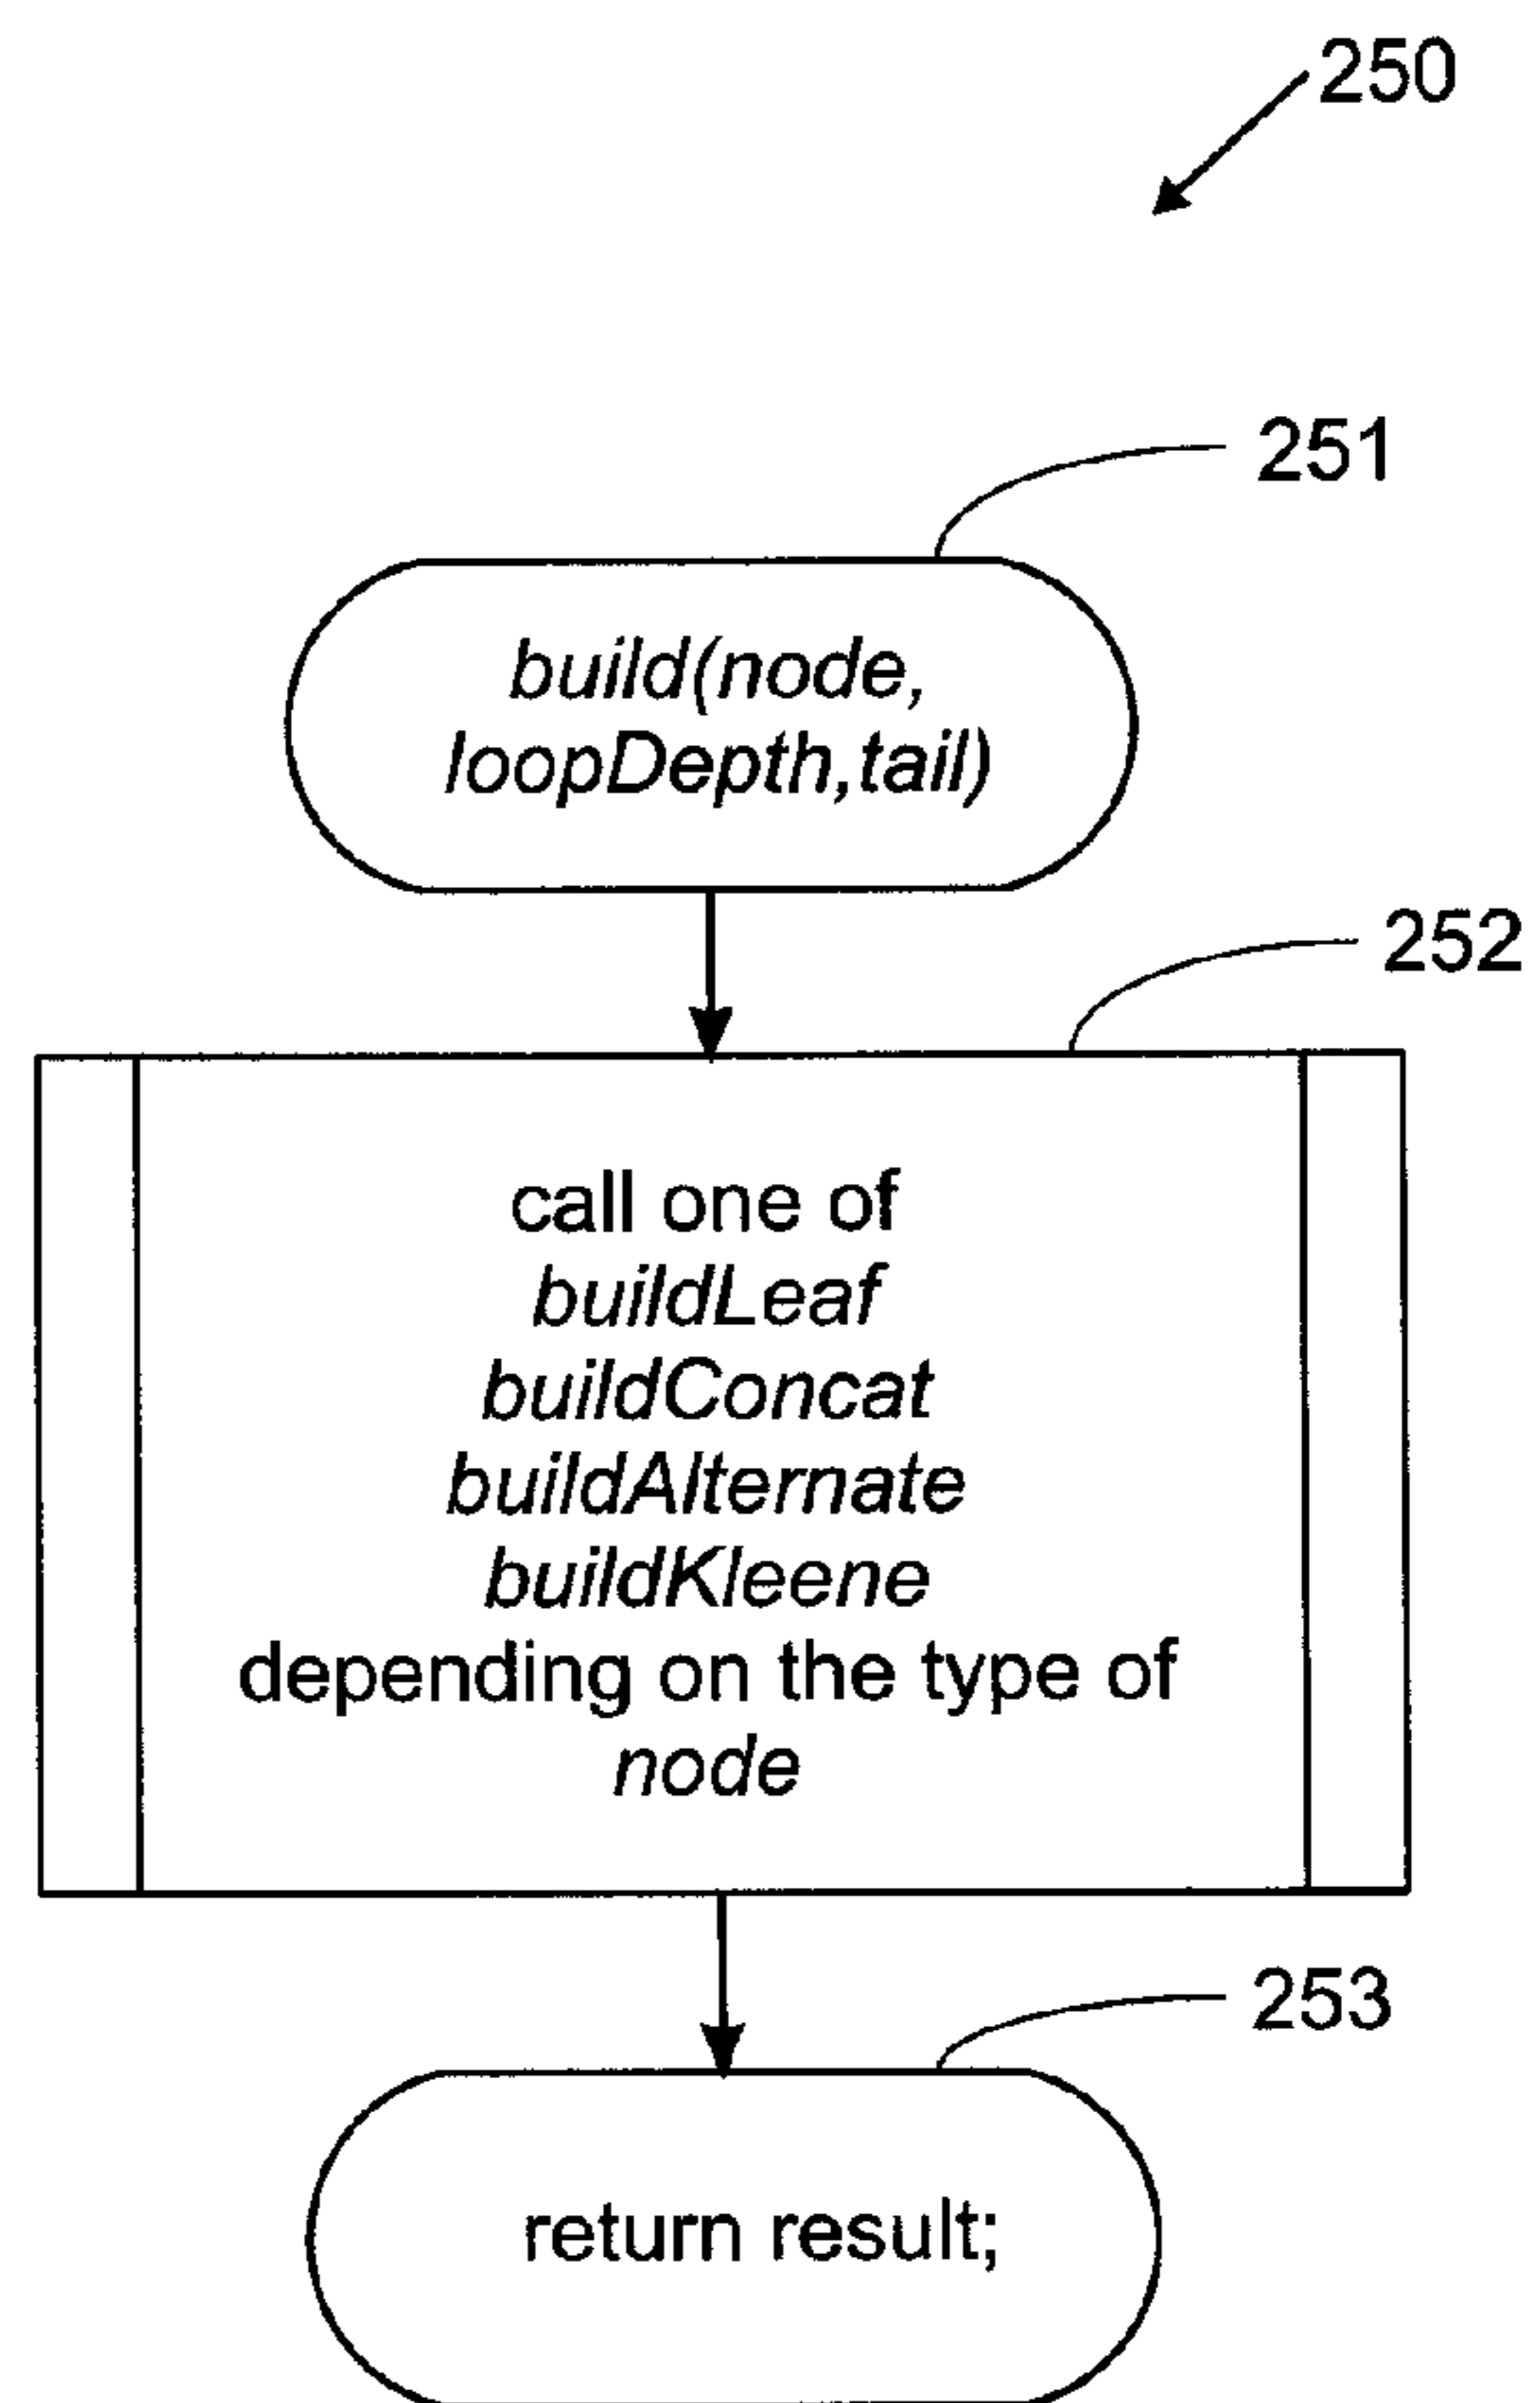 250
251
build(node,
loopDepth,tail)
252
call one of
buildLeaf
buildConcat
buildAlternate
buildKleene
depending on the type of
node
253
return result;